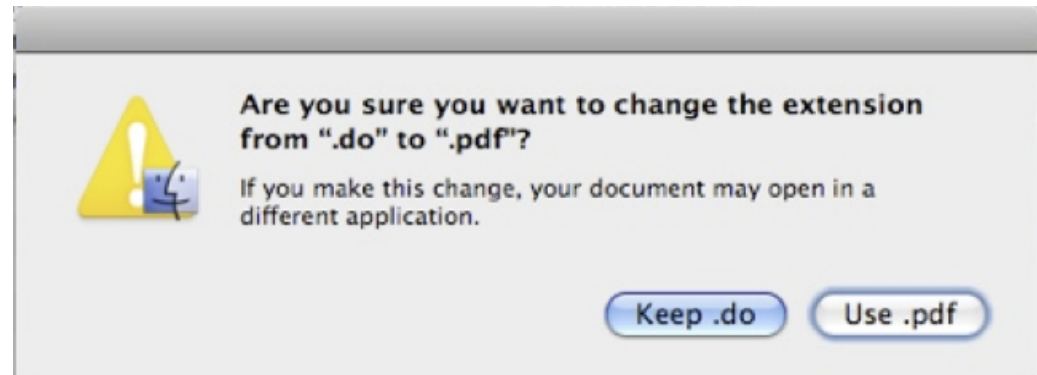 Are you sure you want to change the extension
from “.do” to “.pdf”?
If you make this change, your document may open in a
different application.
Keep .do
Use .pdf